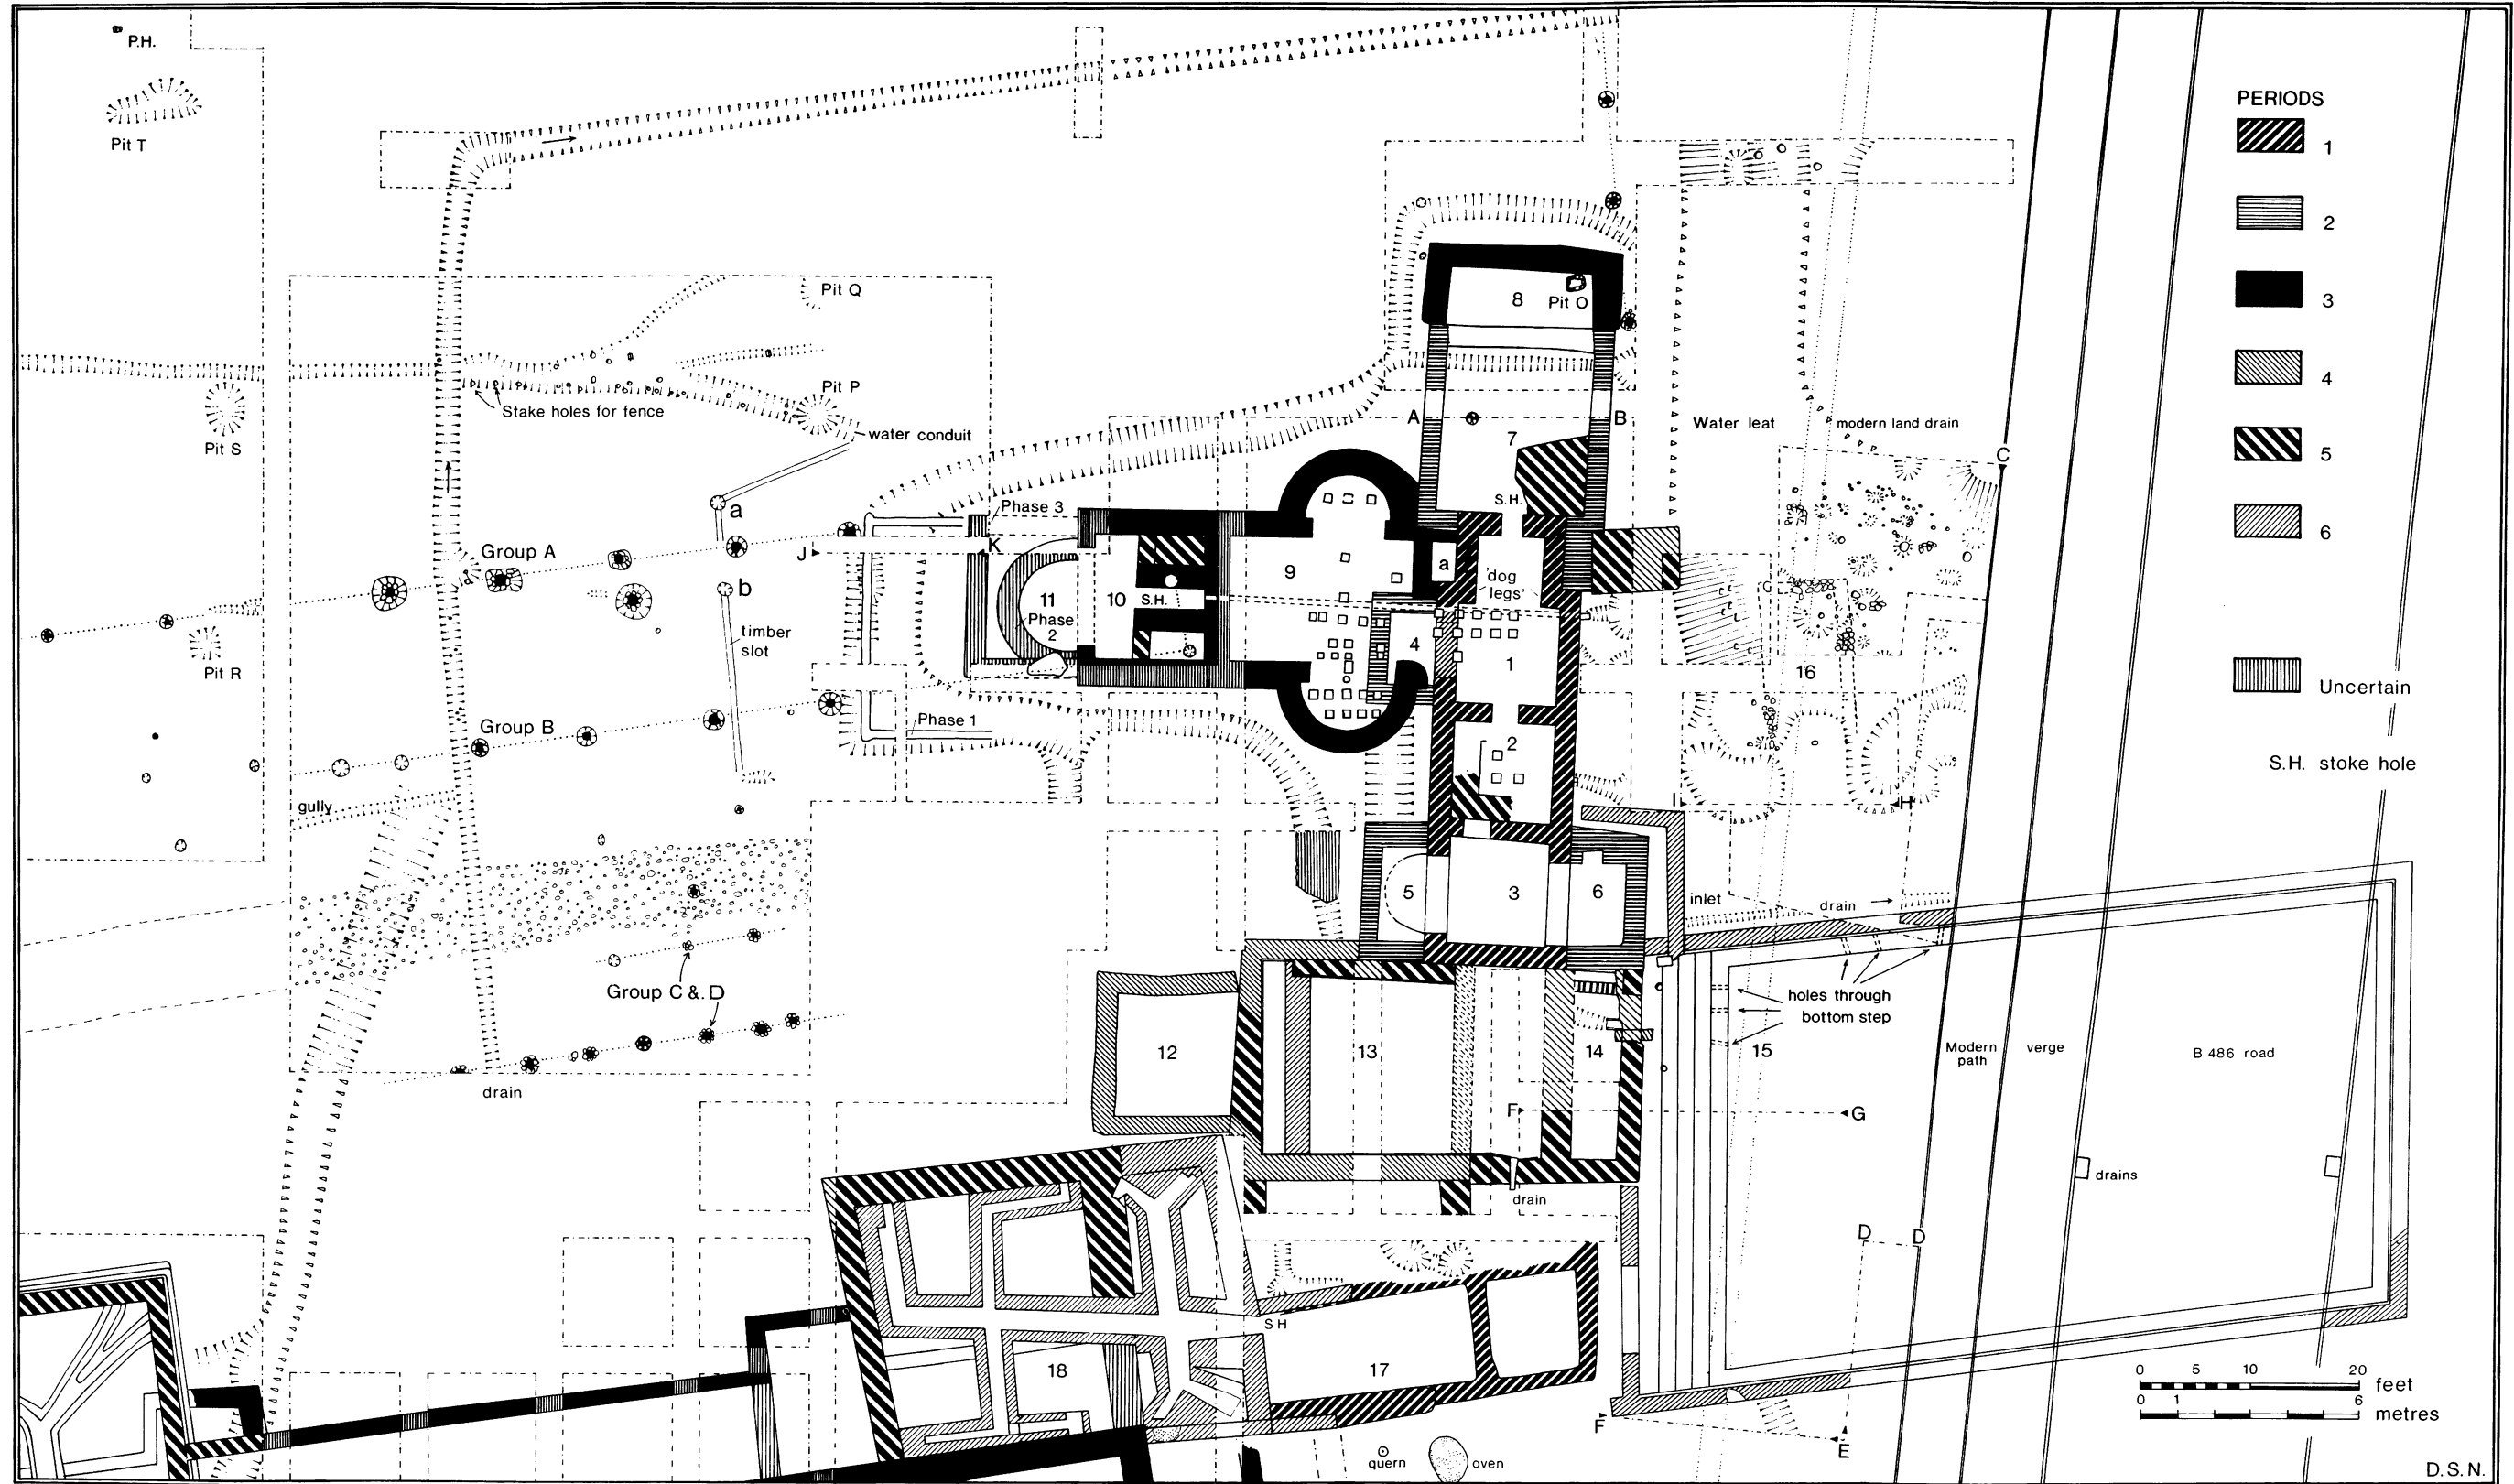 P.H.
Pit T
PERIODS
1
2
3
4
5
6
Uncertain
S.H. stoke hole
Pit Q
8
Pit O
Stake holes for fence
Pit P
Pit S
water conduit
A
B
7
Water leat
modern land drain
C
a
Phase 3
S.H.
Group A
J
K
9
a
'dog
legs'
b
11
10
S.H.
Phase
2
timber
slot
4
1
Pit R
16
Group B
Phase 1
2
gully
I
H
5
3
6
inlet
drain
Group C & D
holes through
bottom step
12
13
14
15
Modern
path
verge
B 486 road
drain
F
G
drain
drains
D
D
SH
18
17
0 5 10 20
feet
0 1 6
metres
F
E
quern
oven
D.S.N.